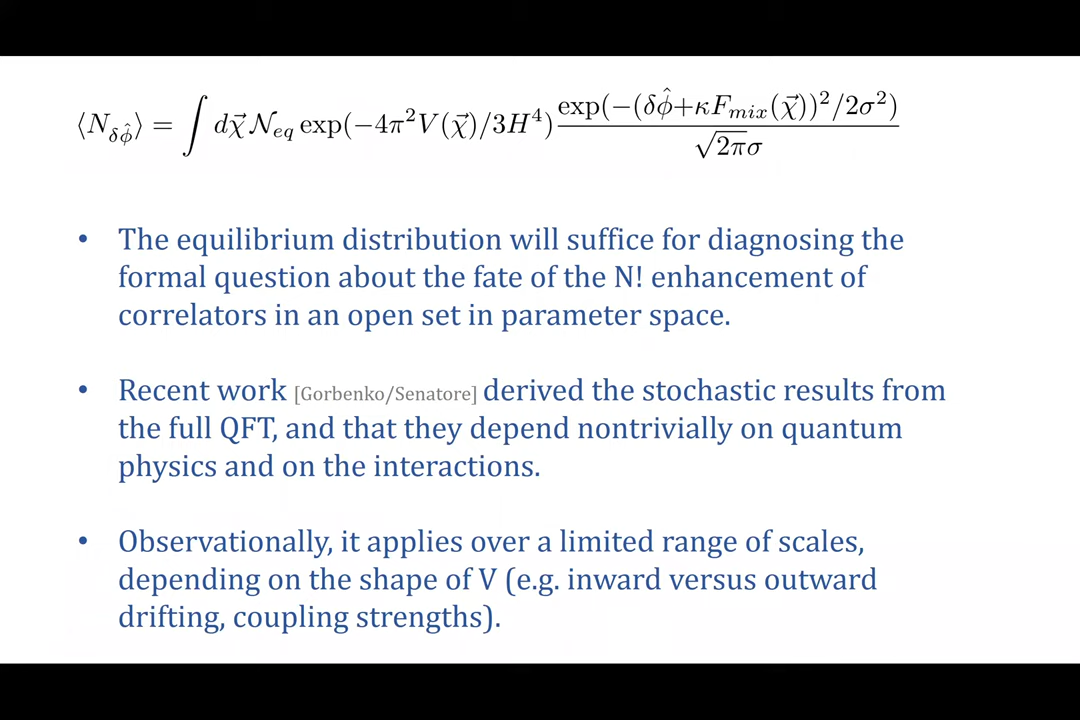 ⟨N_{δφ̂}⟩ = ∫ dχ⃗ 𝒩_{eq} exp(−4π²V(χ⃗)/3H⁴) exp(−(δφ̂+κF_{mix}(χ⃗))²/2σ²) / √2π σ
• The equilibrium distribution will suffice for diagnosing the
formal question about the fate of the N! enhancement of
correlators in an open set in parameter space.
• Recent work [Gorbenko/Senatore] derived the stochastic results from
the full QFT, and that they depend nontrivially on quantum
physics and on the interactions.
• Observationally, it applies over a limited range of scales,
depending on the shape of V (e.g. inward versus outward
drifting, coupling strengths).